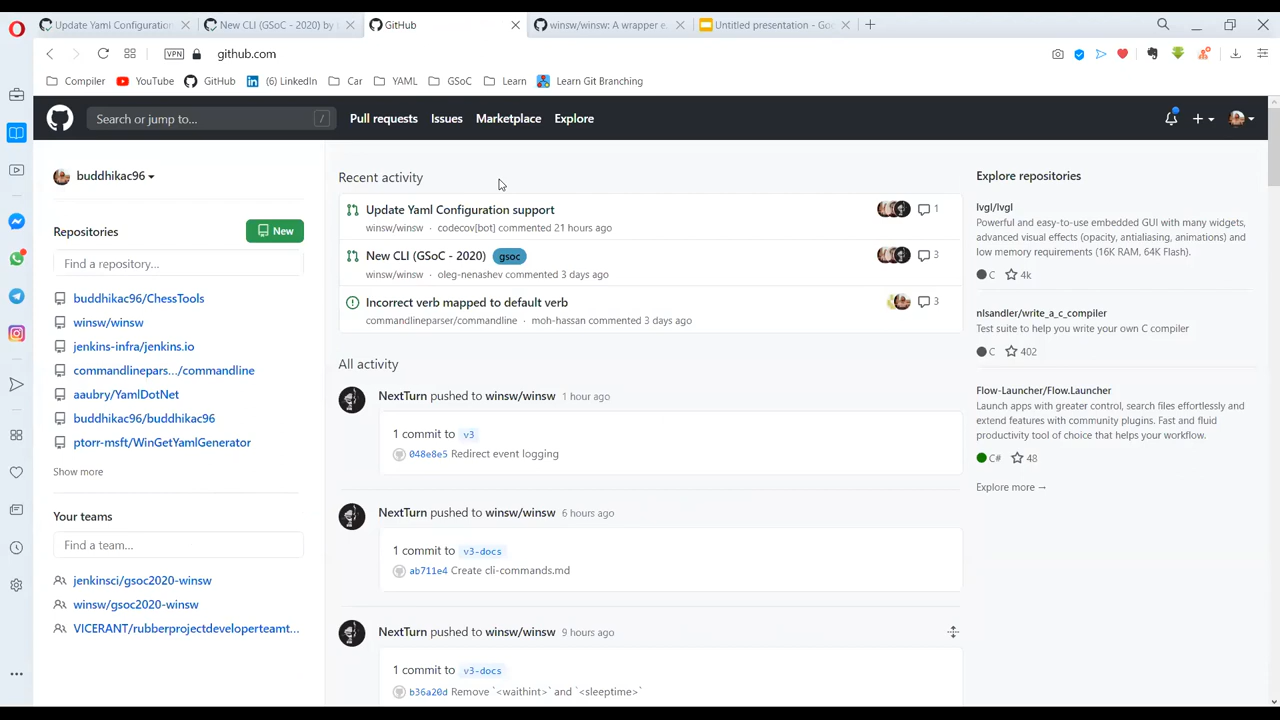 Update Yaml Configuration
New CLI (GSoC - 2020) by
GitHub
winsw/winsw: A wrapper e
Untitled presentation - Goo
VPN
github.com
Compiler
YouTube
GitHub
(6) LinkedIn
Car
YAML
GSoC
Learn
Learn Git Branching
Search or jump to...
/
Pull requests
Issues
Marketplace
Explore
buddhikac96
Repositories
New
Find a repository...
buddhikac96/ChessTools
winsw/winsw
jenkins-infra/jenkins.io
commandlinepars.../commandline
aaubry/YamlDotNet
buddhikac96/buddhikac96
ptorr-msft/WinGetYamlGenerator
Show more
Your teams
Find a team...
jenkinsci/gsoc2020-winsw
winsw/gsoc2020-winsw
VICERANT/rubberprojectdeveloperteamt...
Recent activity
Update Yaml Configuration support
1
winsw/winsw · codecov[bot] commented 21 hours ago
New CLI (GSoC - 2020) gsoc
3
winsw/winsw · oleg-nenashev commented 3 days ago
Incorrect verb mapped to default verb
3
commandlineparser/commandline · moh-hassan commented 3 days ago
All activity
NextTurn pushed to winsw/winsw 1 hour ago
1 commit to v3
048e8e5 Redirect event logging
NextTurn pushed to winsw/winsw 6 hours ago
1 commit to v3-docs
ab711e4 Create cli-commands.md
NextTurn pushed to winsw/winsw 9 hours ago
1 commit to v3-docs
b36a20d Remove `<waithint>` and `<sleeptime>`
Explore repositories
lvgl/lvgl
Powerful and easy-to-use embedded GUI with many widgets,
advanced visual effects (opacity, antialiasing, animations) and
low memory requirements (16K RAM, 64K Flash).
C 4k
nlsandler/write_a_c_compiler
Test suite to help you write your own C compiler
C 402
Flow-Launcher/Flow.Launcher
Launch apps with greater control, search files effortlessly and
extend features with community plugins. Fast and fluid
productivity tool of choice that helps your workflow.
C# 48
Explore more →